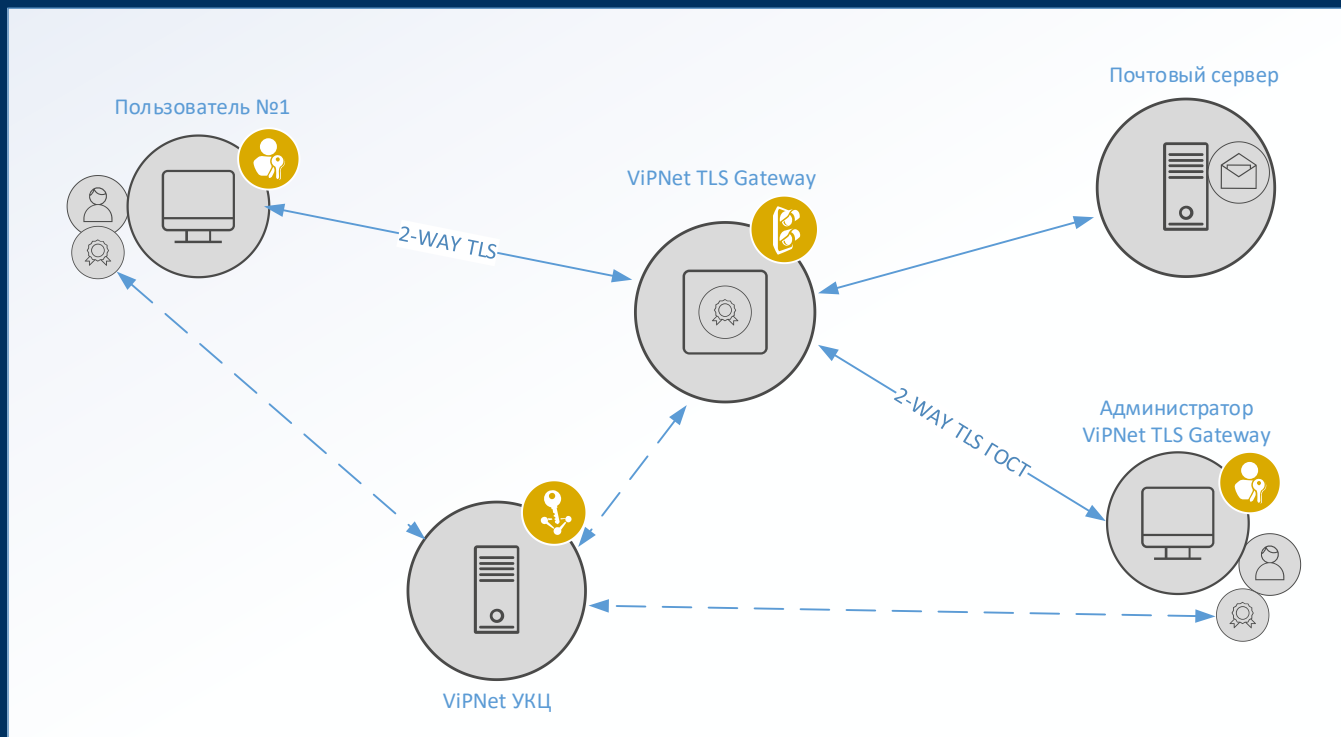 Почтовый сервер
Пользователь №1
ViPNet TLS Gateway
2-WAY TLS
2-WAY TLS ГОСТ
Администратор
ViPNet TLS Gateway
ViPNet УКЦ